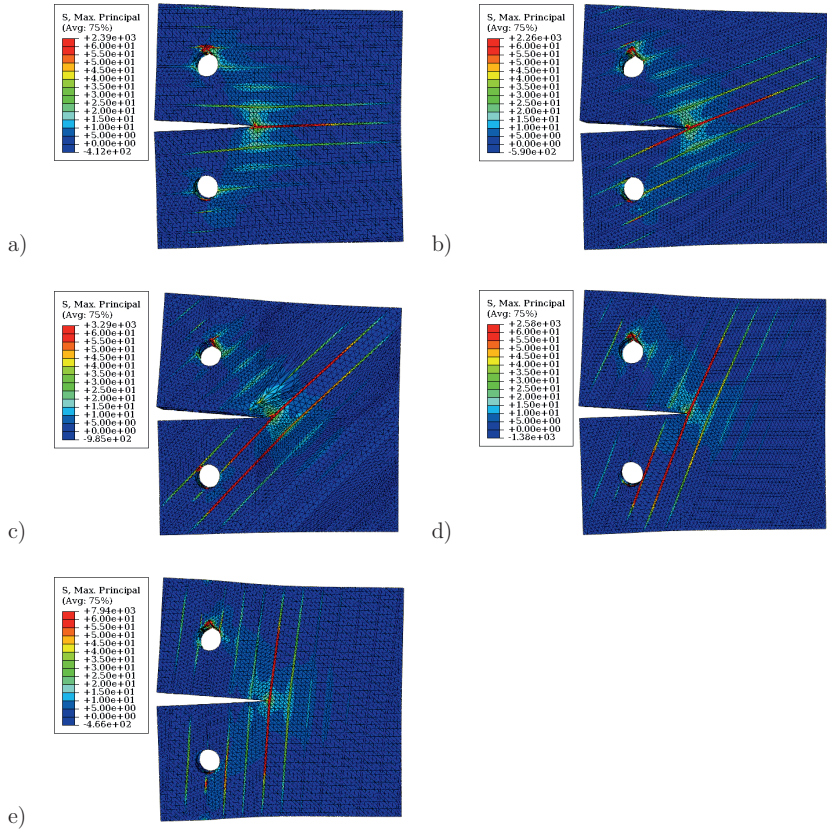 S, Max. Principal
(Avg: 75%)
+2.39e+03
+6.00e+01
+5.50e+01
+5.00e+01
+4.50e+01
+4.00e+01
+3.50e+01
+3.00e+01
+2.50e+01
+2.00e+01
+1.50e+01
+1.00e+01
+5.00e+00
+0.00e+00
-4.12e+02
a)
S, Max. Principal
(Avg: 75%)
+2.26e+03
+6.00e+01
+5.50e+01
+5.00e+01
+4.50e+01
+4.00e+01
+3.50e+01
+3.00e+01
+2.50e+01
+2.00e+01
+1.50e+01
+1.00e+01
+5.00e+00
+0.00e+00
-5.90e+02
b)
S, Max. Principal
(Avg: 75%)
+3.29e+03
+6.00e+01
+5.50e+01
+5.00e+01
+4.50e+01
+4.00e+01
+3.50e+01
+3.00e+01
+2.50e+01
+2.00e+01
+1.50e+01
+1.00e+01
+5.00e+00
+0.00e+00
-9.85e+02
c)
S, Max. Principal
(Avg: 75%)
+2.58e+03
+6.00e+01
+5.50e+01
+5.00e+01
+4.50e+01
+4.00e+01
+3.50e+01
+3.00e+01
+2.50e+01
+2.00e+01
+1.50e+01
+1.00e+01
+5.00e+00
+0.00e+00
-1.38e+03
d)
S, Max. Principal
(Avg: 75%)
+7.94e+03
+6.00e+01
+5.50e+01
+5.00e+01
+4.50e+01
+4.00e+01
+3.50e+01
+3.00e+01
+2.50e+01
+2.00e+01
+1.50e+01
+1.00e+01
+5.00e+00
+0.00e+00
-4.66e+02
e)